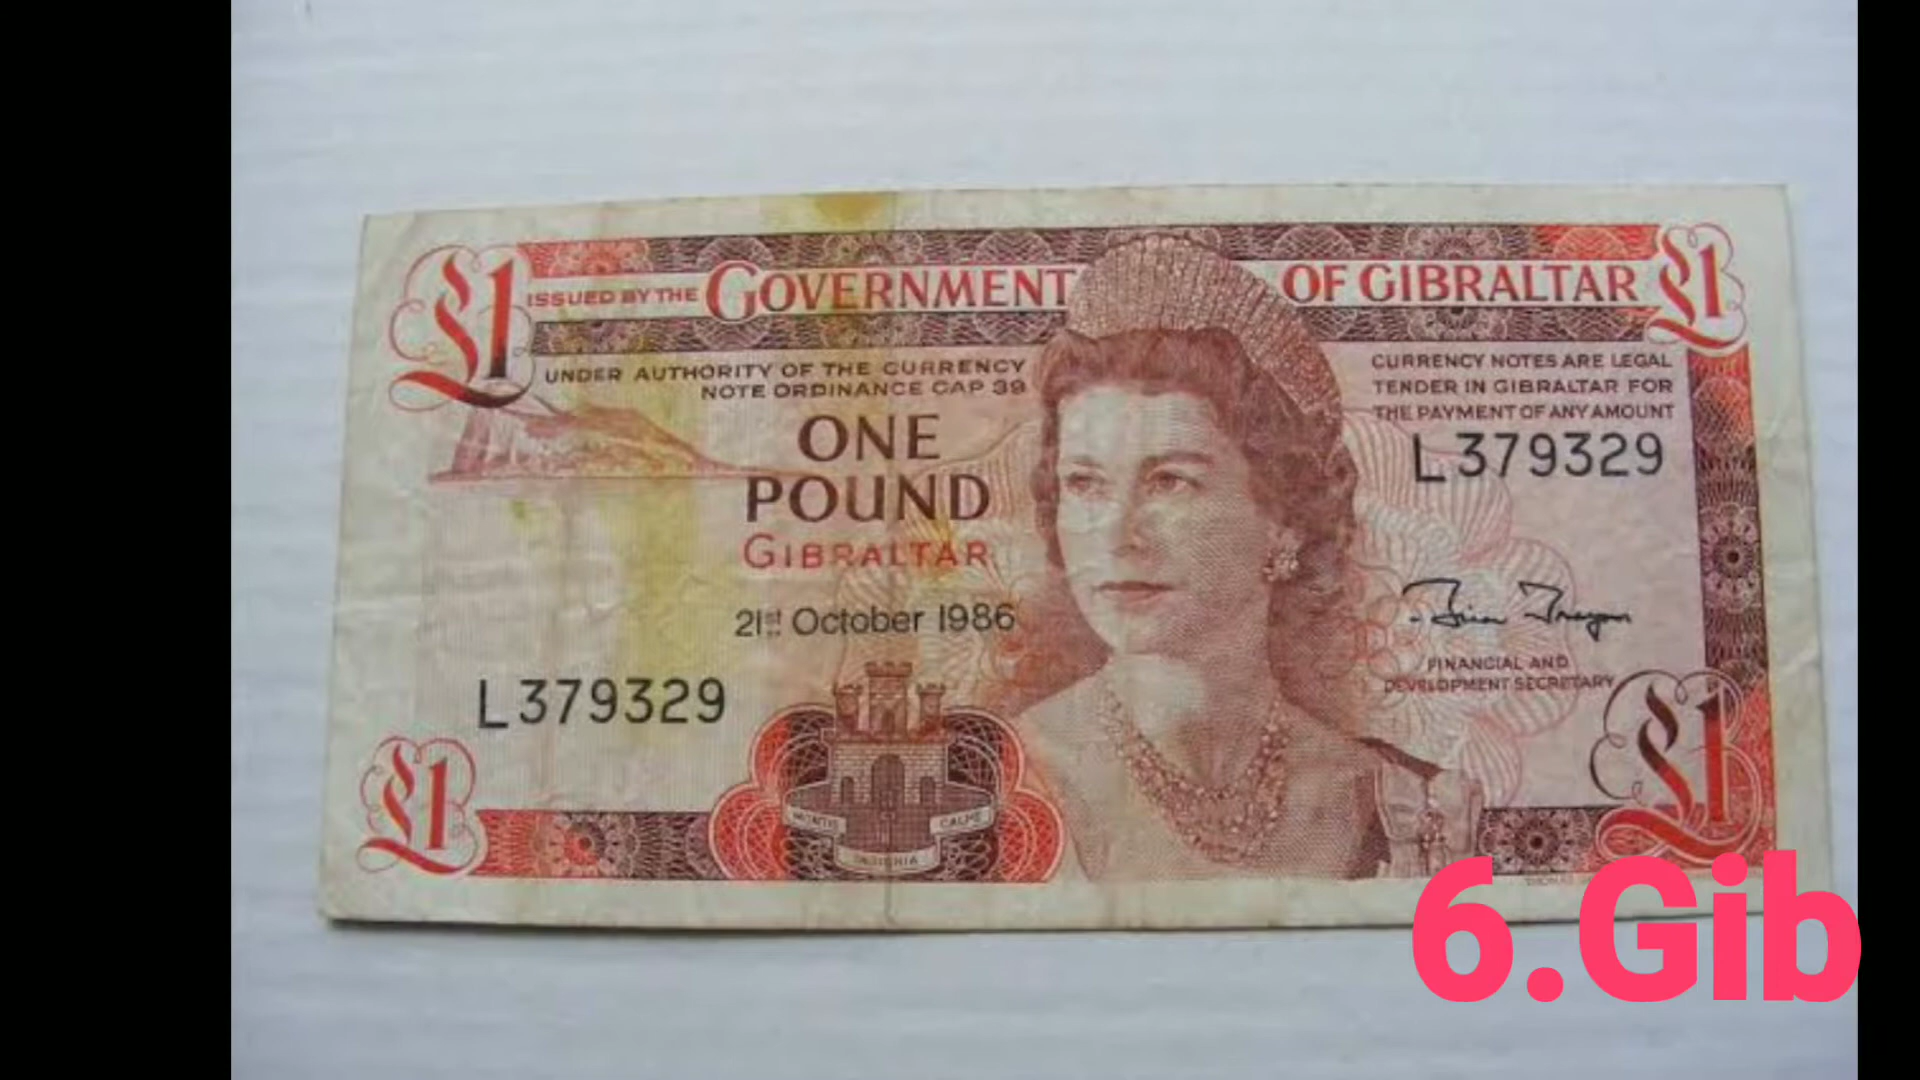 £1 ISSUED BY THE GOVERNMENT OF GIBRALTAR £1
UNDER AUTHORITY OF THE CURRENCY
NOTE ORDINANCE CAP 39
CURRENCY NOTES ARE LEGAL
TENDER IN GIBRALTAR FOR
THE PAYMENT OF ANY AMOUNT
L379329
ONE
POUND
GIBRALTAR
21st October 1986
FINANCIAL AND
DEVELOPMENT SECRETARY
L379329
£1
MONTIS CALPE
INSIGNIA
£1
6.Gib